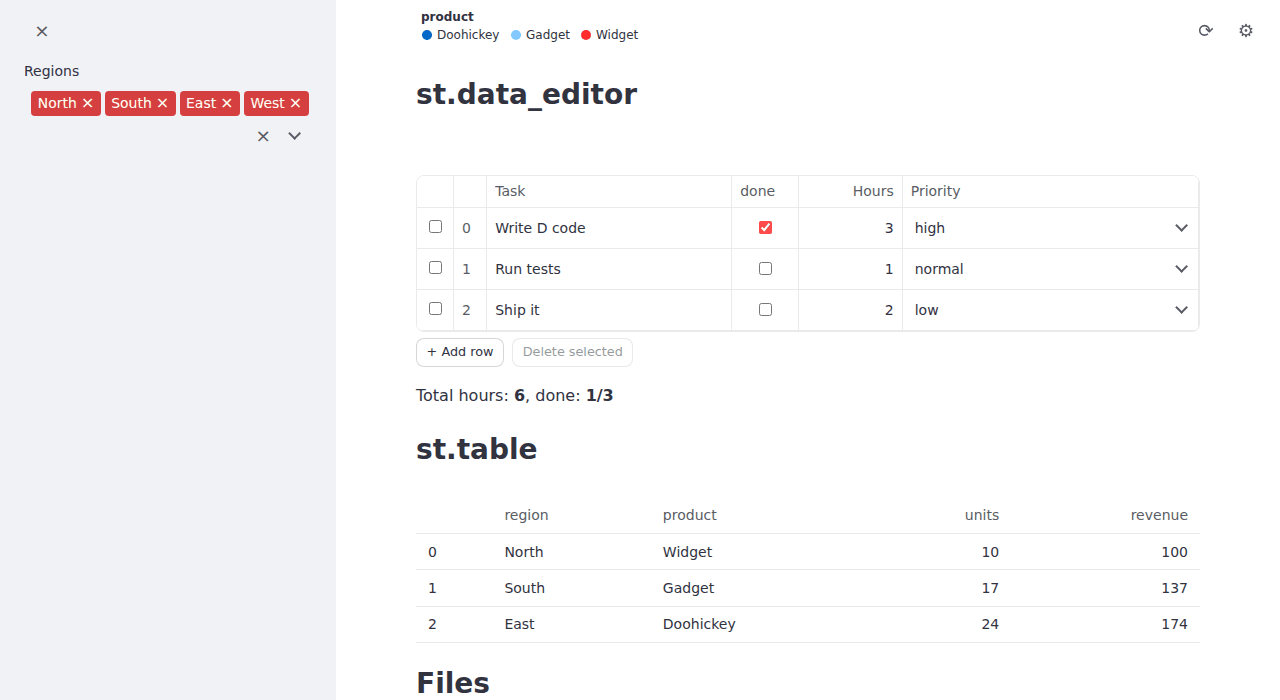 Regions
North South East West
product
Doohickey Gadget Widget
st.data_editor
Task done Hours Priority
0 Write D code 3 high
1 Run tests 1 normal
2 Ship it 2 low
+ Add row Delete selected
Total hours: 6, done: 1/3
st.table
region product units revenue
0 North Widget 10 100
1 South Gadget 17 137
2 East Doohickey 24 174
Files